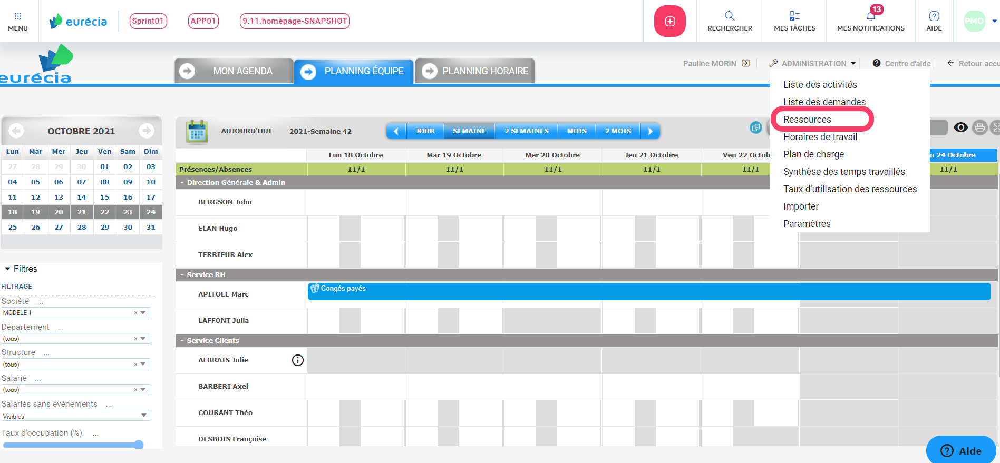 MENU
eurécia
Sprint01
APP01
9.11.homepage-SNAPSHOT
RECHERCHER
MES TÂCHES
13
MES NOTIFICATIONS
AIDE
PMO
eurécia
MON AGENDA
PLANNING ÉQUIPE
PLANNING HORAIRE
Pauline MORIN
ADMINISTRATION
Centre d'aide
Retour accu
Liste des activités
Liste des demandes
Ressources
Horaires de travail
Plan de charge
Synthèse des temps travaillés
Taux d'utilisation des ressources
Importer
Paramètres
OCTOBRE 2021
Lun Mar Mer Jeu Ven Sam Dim
27 28 29 30 01 02 03
04 05 06 07 08 09 10
11 12 13 14 15 16 17
18 19 20 21 22 23 24
25 26 27 28 29 30 31
Filtres
FILTRAGE
Société ...
MODELE 1
Département ...
(tous)
Structure ...
(tous)
Salarié ...
(tous)
Salariés sans événements ...
Visibles
Taux d'occupation (%) ...
AUJOURD'HUI
2021-Semaine 42
JOUR
SEMAINE
2 SEMAINES
MOIS
2 MOIS
Lun 18 Octobre Mar 19 Octobre Mer 20 Octobre Jeu 21 Octobre Ven 22 Octob m 24 Octobre
Présences/Absences 11/1 11/1 11/1 11/1 11/1 11/1
- Direction Générale & Admin
BERGSON John
ELAN Hugo
TERRIEUR Alex
- Service RH
APITOLE Marc
Congés payés
LAFFONT Julia
- Service Clients
ALBRAIS Julie
BARBERI Axel
COURANT Théo
DESBOIS Françoise
Aide